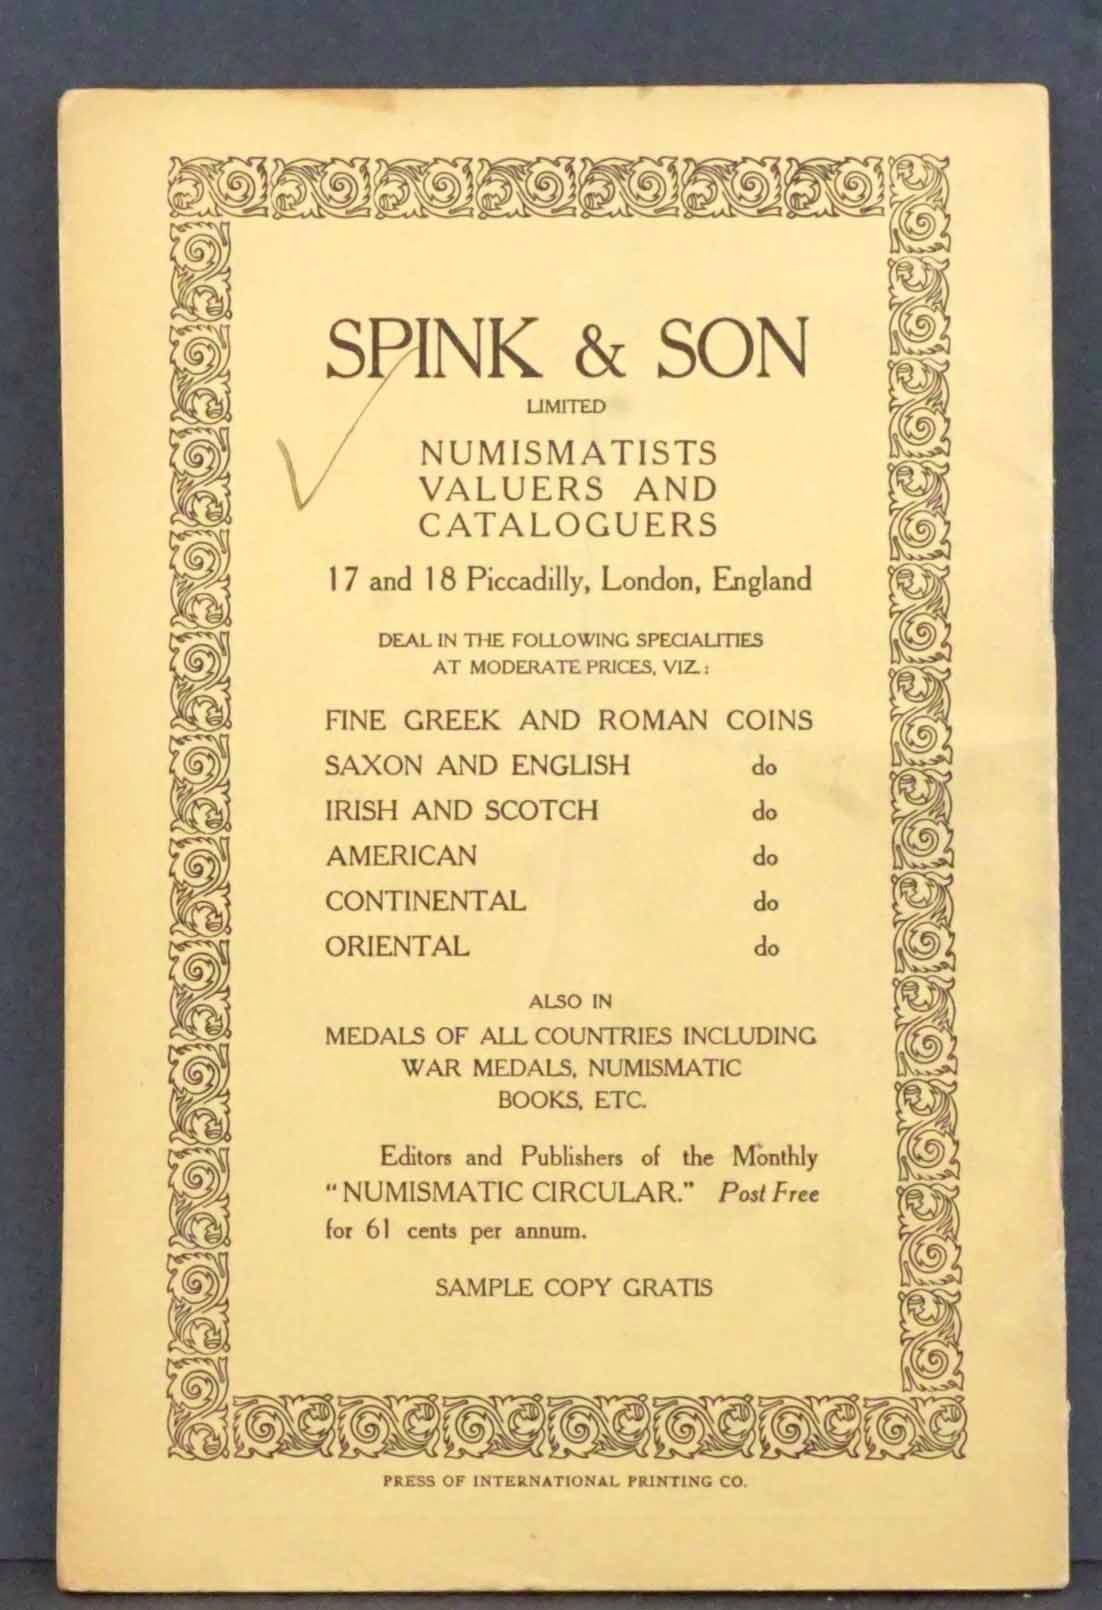 SPINK & SON
LIMITED
NUMISMATISTS
VALUERS AND
CATALOGUERS
17 and 18 Piccadilly, London, England
DEAL IN THE FOLLOWING SPECIALITIES
AT MODERATE PRICES, VIZ.:
FINE GREEK AND ROMAN COINS
SAXON AND ENGLISH do
IRISH AND SCOTCH do
AMERICAN do
CONTINENTAL do
ORIENTAL do
ALSO IN
MEDALS OF ALL COUNTRIES INCLUDING
WAR MEDALS, NUMISMATIC
BOOKS, ETC.
Editors and Publishers of the Monthly
"NUMISMATIC CIRCULAR." Post Free
for 61 cents per annum.
SAMPLE COPY GRATIS
PRESS OF INTERNATIONAL PRINTING CO.